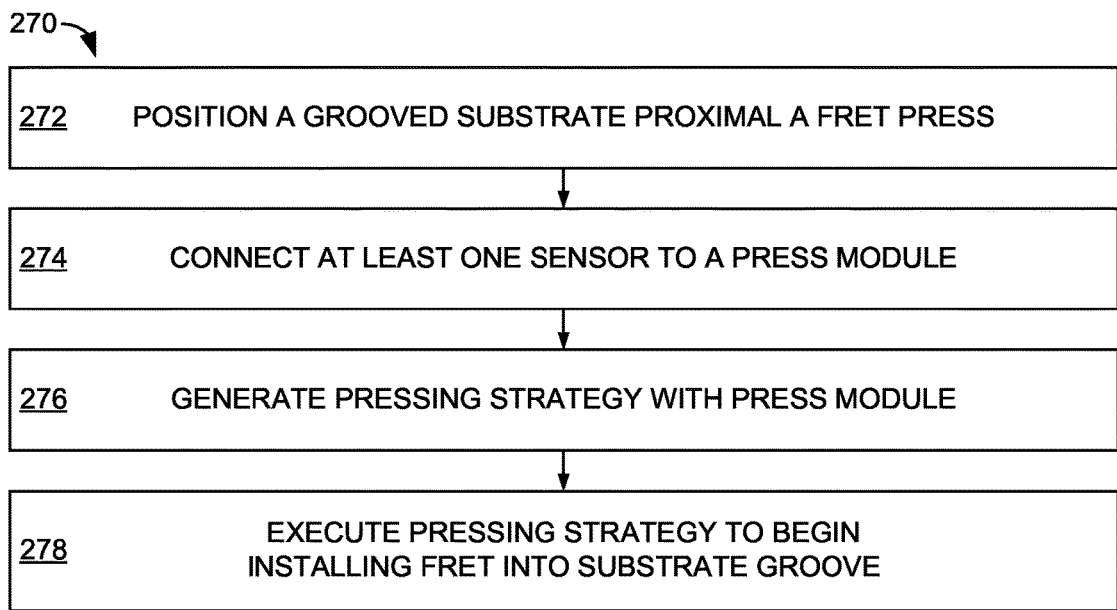 270
272 POSITION A GROOVED SUBSTRATE PROXIMAL A FRET PRESS
274 CONNECT AT LEAST ONE SENSOR TO A PRESS MODULE
276 GENERATE PRESSING STRATEGY WITH PRESS MODULE
278 EXECUTE PRESSING STRATEGY TO BEGIN
INSTALLING FRET INTO SUBSTRATE GROOVE